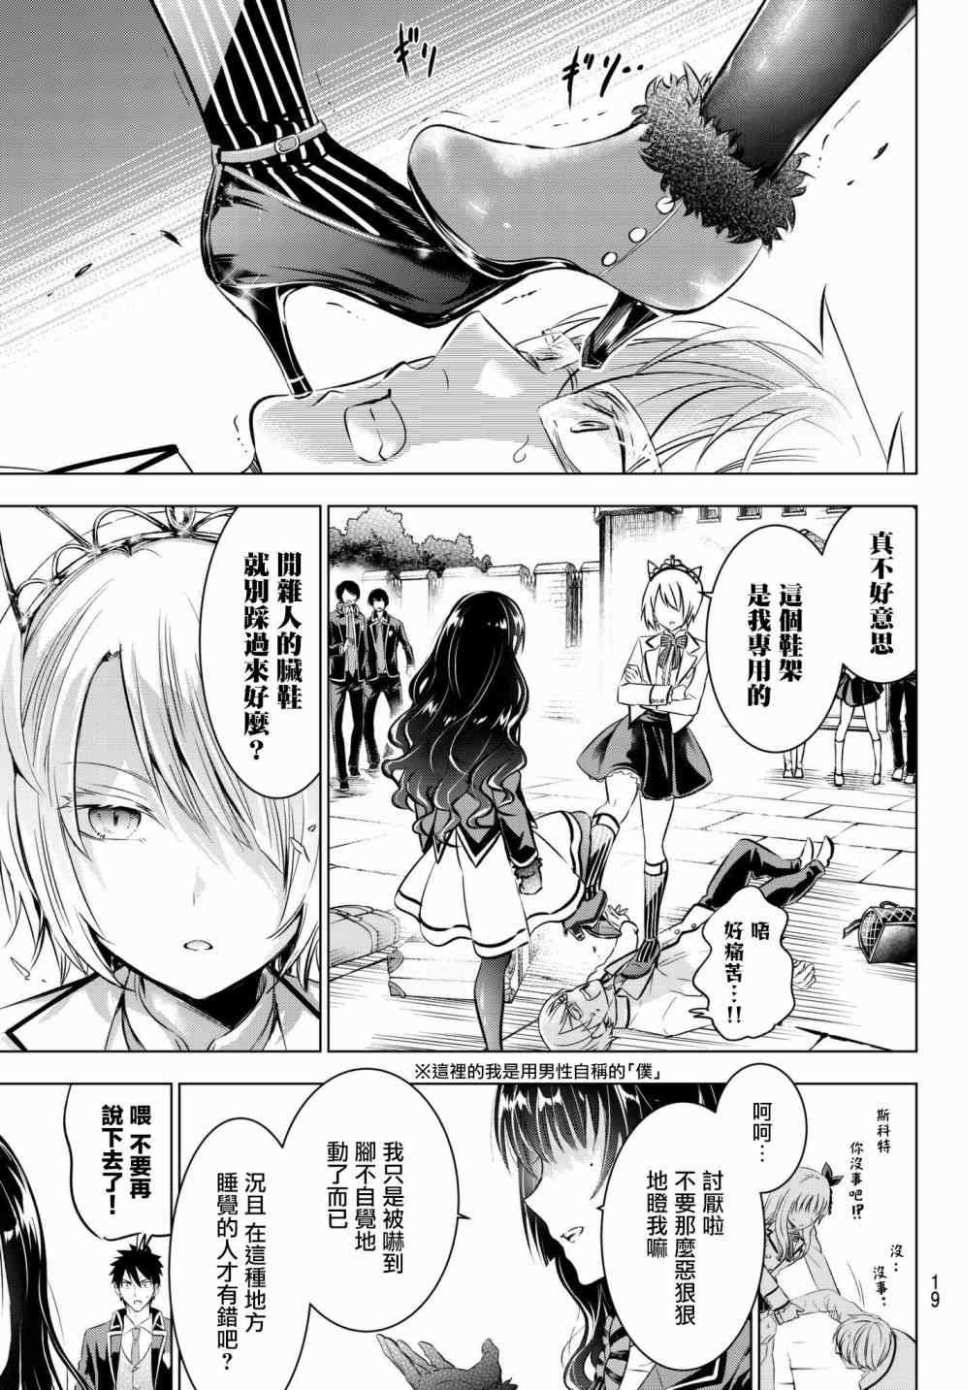 ギリ
ギリ‥
真不好意思
這個鞋架
是我專用的
唔
好痛苦…!!
閒雜人的臟鞋
就別踩過來好麼？
※這裡的我是用男性自稱的「僕」
斯科特
你沒事吧!?
沒‥
沒事‥
呵呵…
討厭啦
不要那麼惡狠狠
地瞪我嘛
我只是被嚇到
腳不自覺地
動了而已
況且 在這種地方
睡覺的人才有錯吧？
喂 不要再
說下去了！
19